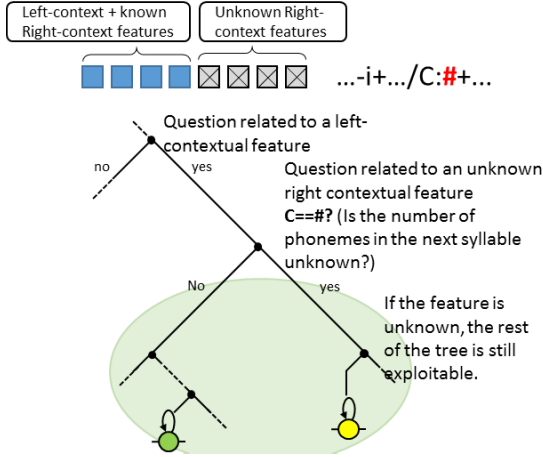 Left-context + known
Right-context features
Unknown Right-
context features
...-i+.../C:#+...
Question related to a left-
contextual feature
no
yes
Question related to an unknown
right contextual feature
C==#? (Is the number of
phonemes in the next syllable
unknown?)
No
yes
If the feature is
unknown, the rest
of the tree is still
exploitable.